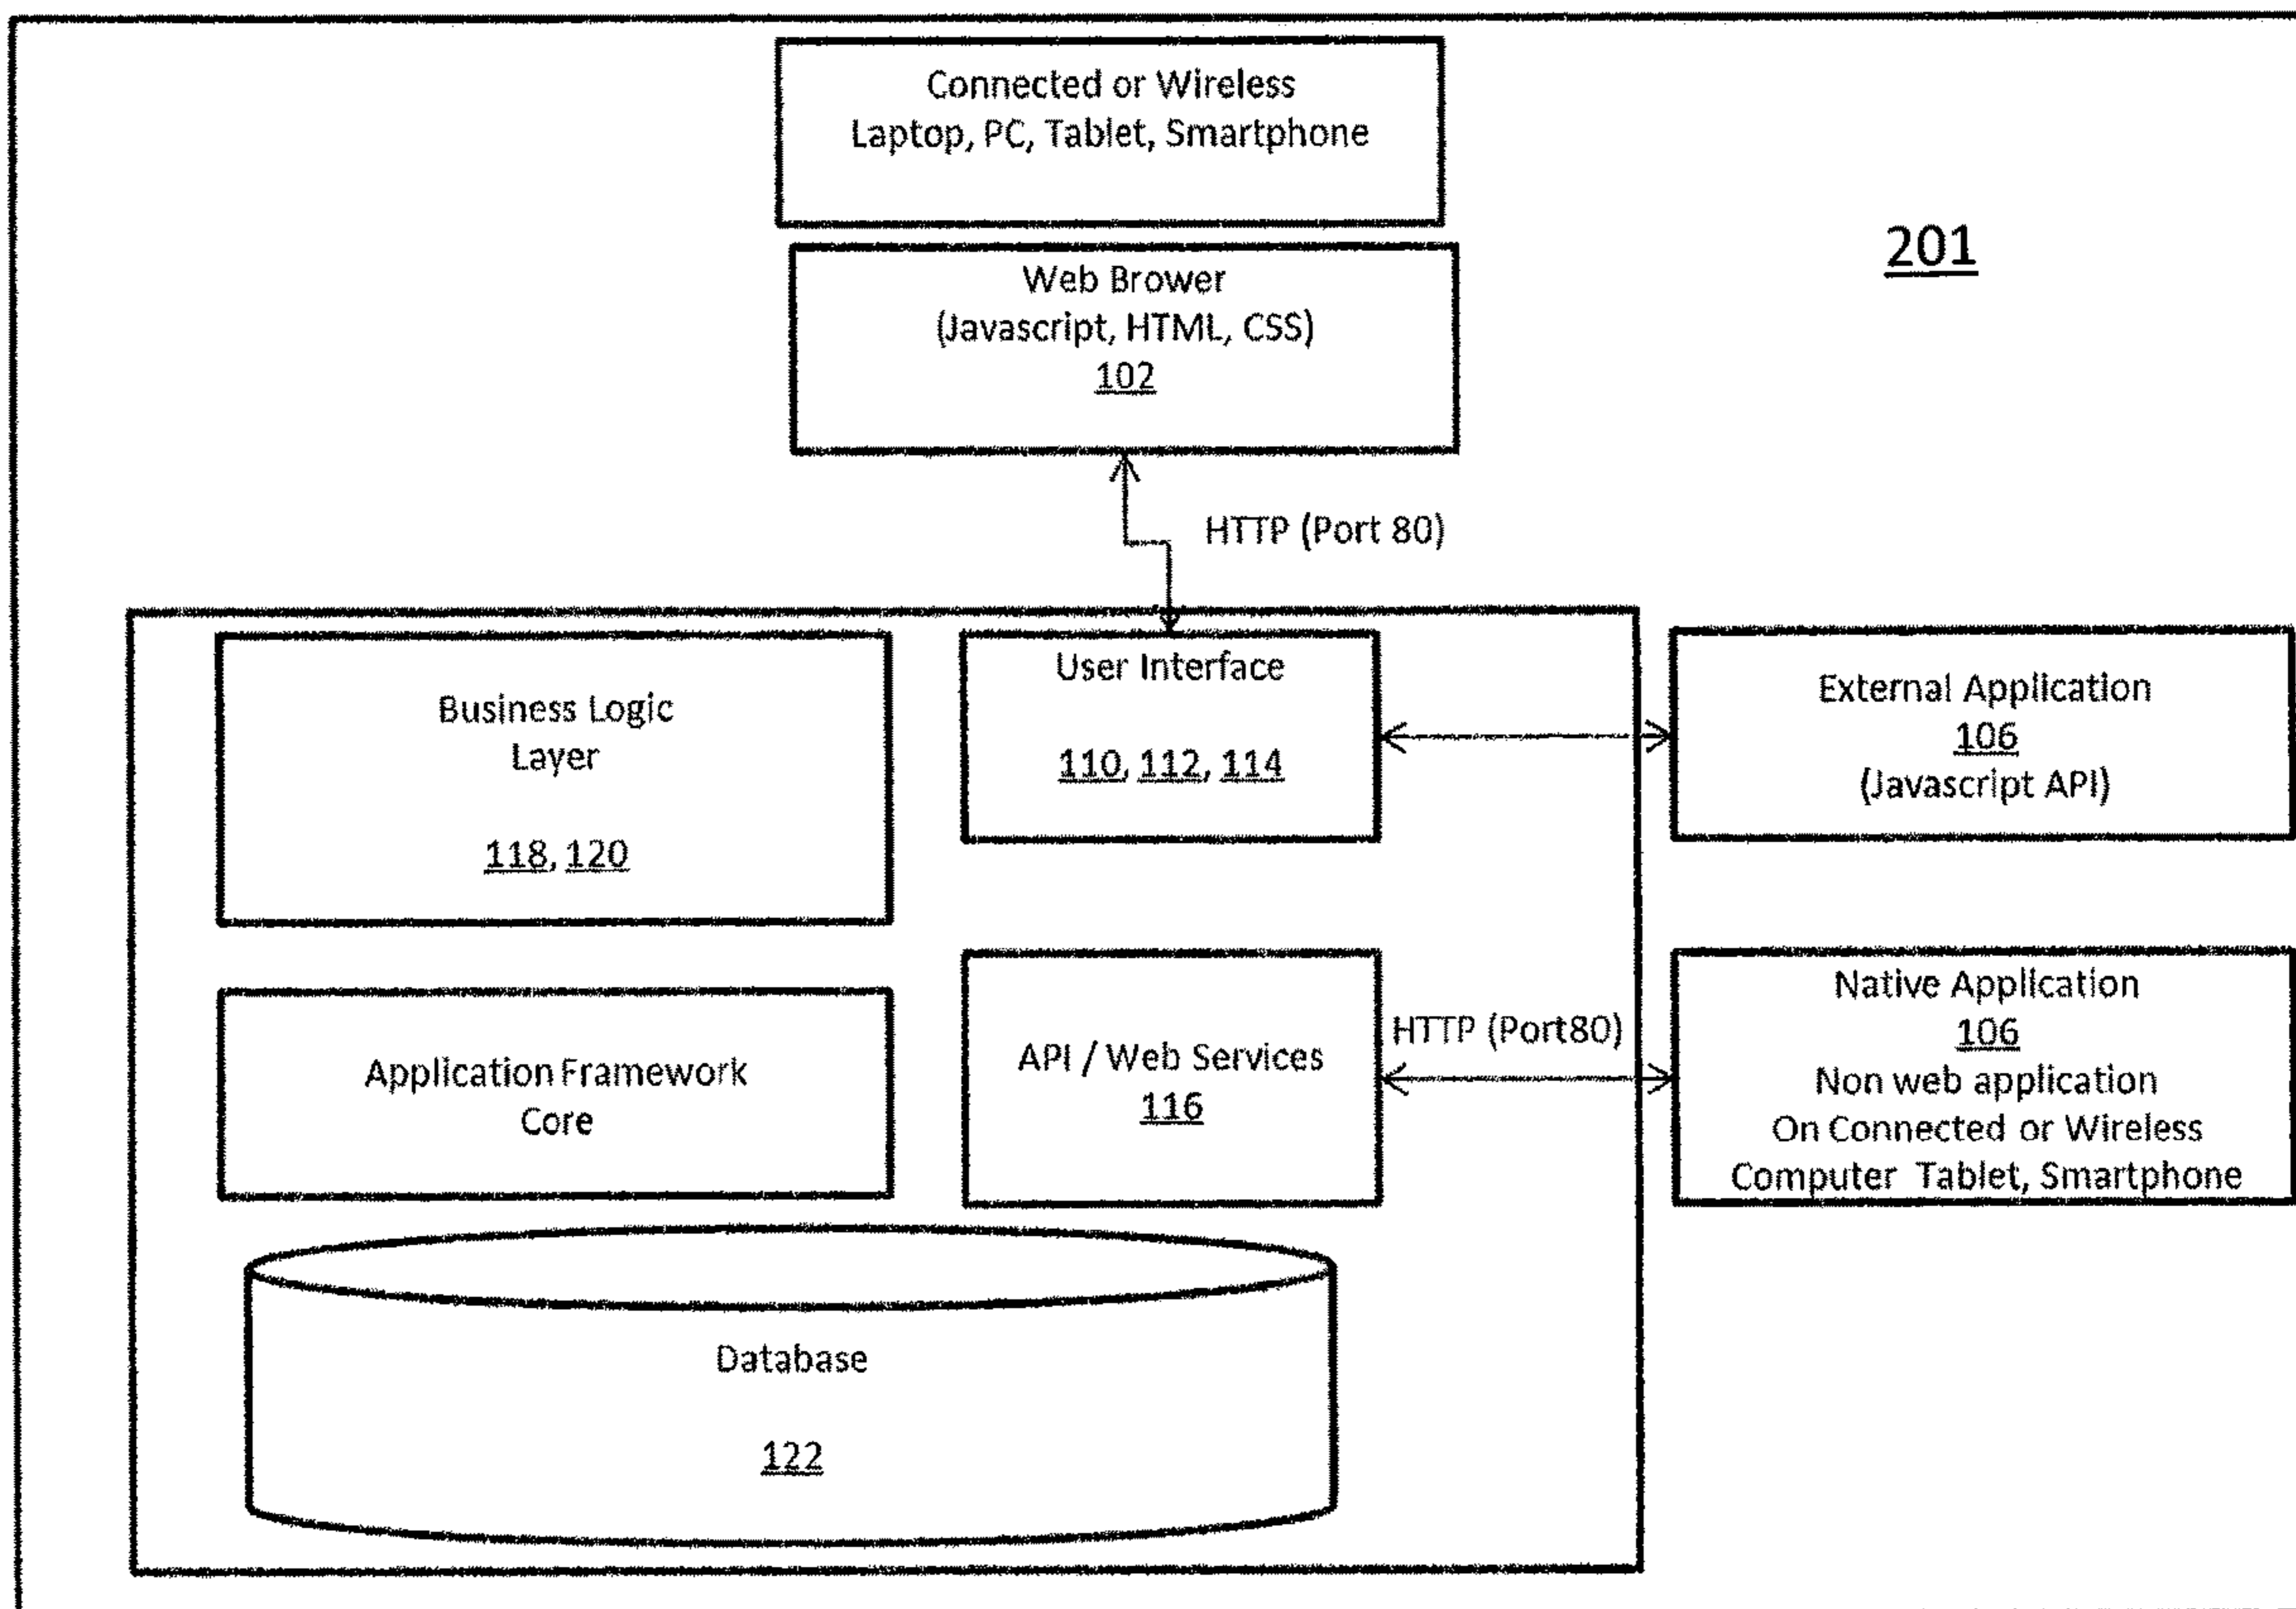 Connected or Wireless
Laptop, PC, Tablet, Smartphone
Web Brower
(Javascript, HTML, CSS)
102
201
HTTP (Port 80)
Business Logic
Layer
118, 120
User Interface
110, 112, 114
External Application
106
(Javascript API)
Application Framework
Core
API / Web Services
116
HTTP (Port80)
Native Application
106
Non web application
On Connected or Wireless
Computer Tablet, Smartphone
Database
122